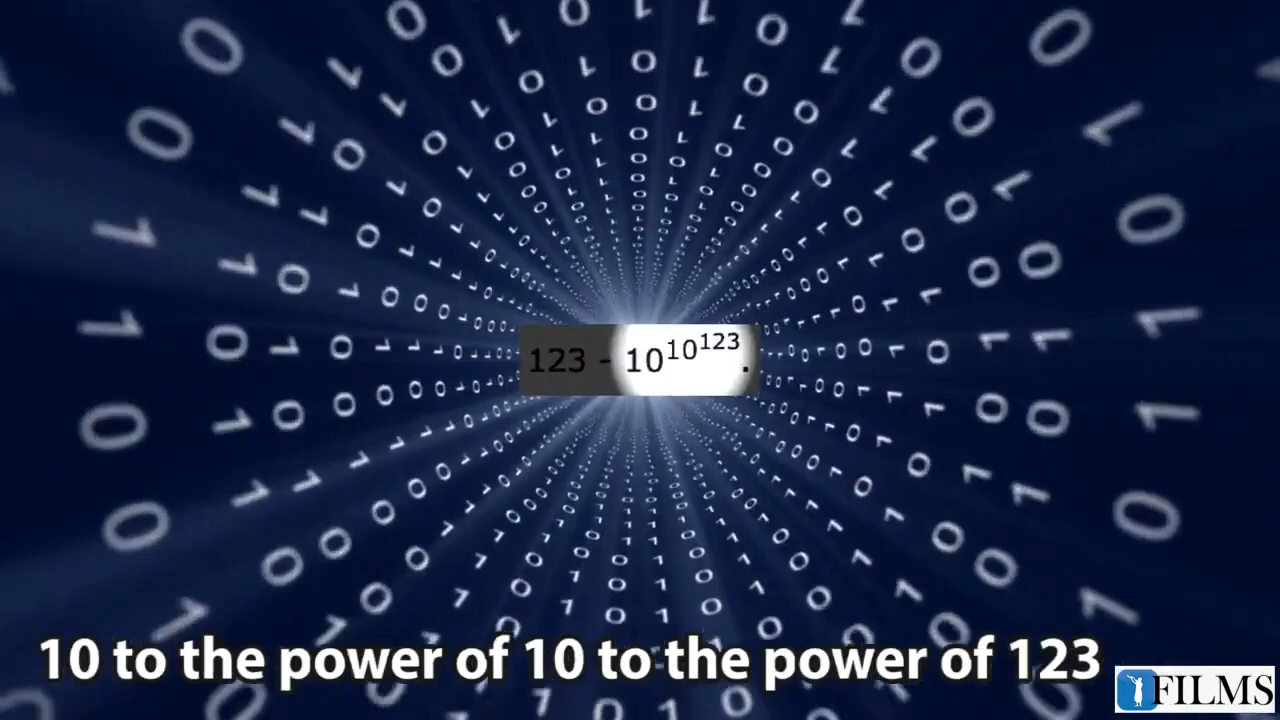 123 - 10^10^123.
10 to the power of 10 to the power of 123
FILMS